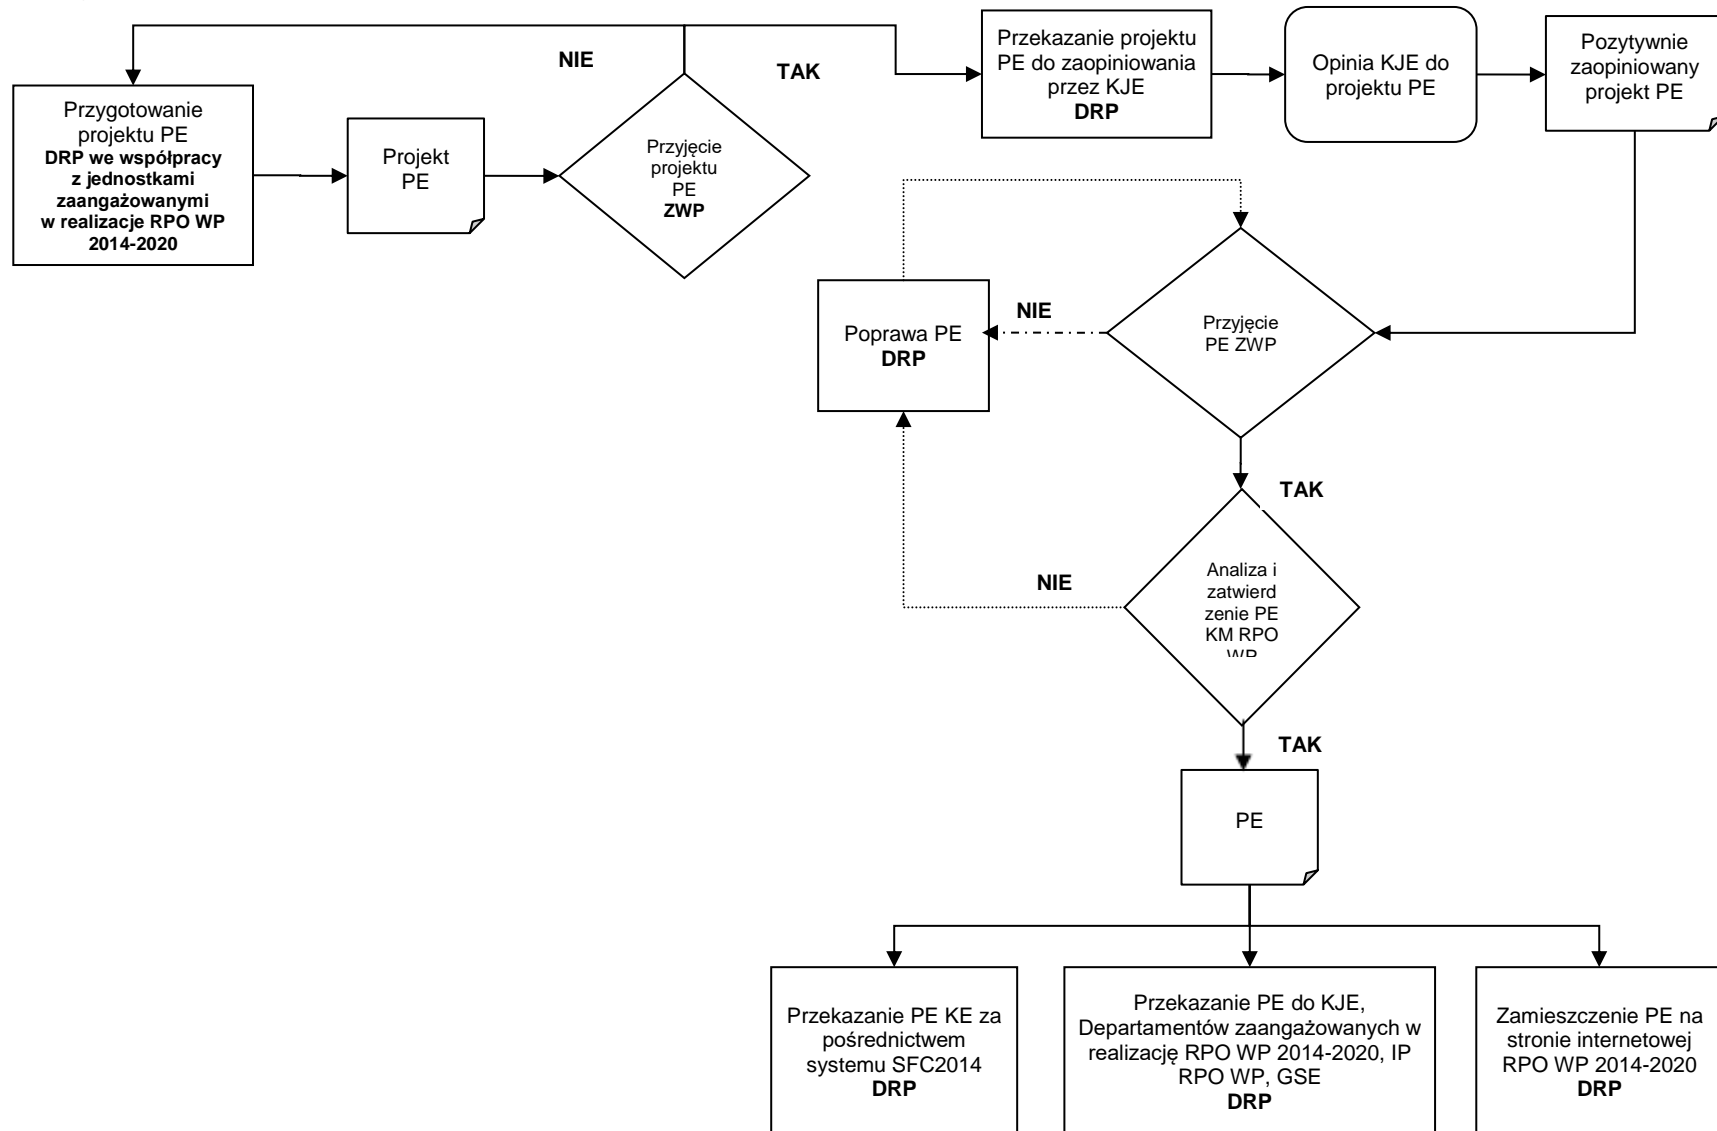 NIE
TAK
Przygotowanie
projektu PE
DRP we współpracy
z jednostkami
zaangażowanymi
w realizacje RPO WP
2014-2020
Projekt
PE
Przyjęcie
projektu
PE
ZWP
Przekazanie projektu
PE do zaopiniowania
przez KJE
DRP
Opinia KJE do
projektu PE
Pozytywnie
zaopiniowany
projekt PE
Poprawa PE
DRP
NIE
Przyjęcie
PE ZWP
TAK
NIE
Analiza i
zatwierd
zenie PE
KM RPO
WP
TAK
PE
Przekazanie PE KE za
pośrednictwem
systemu SFC2014
DRP
Przekazanie PE do KJE,
Departamentów zaangażowanych w
realizację RPO WP 2014-2020, IP
RPO WP, GSE
DRP
Zamieszczenie PE na
stronie internetowej
RPO WP 2014-2020
DRP